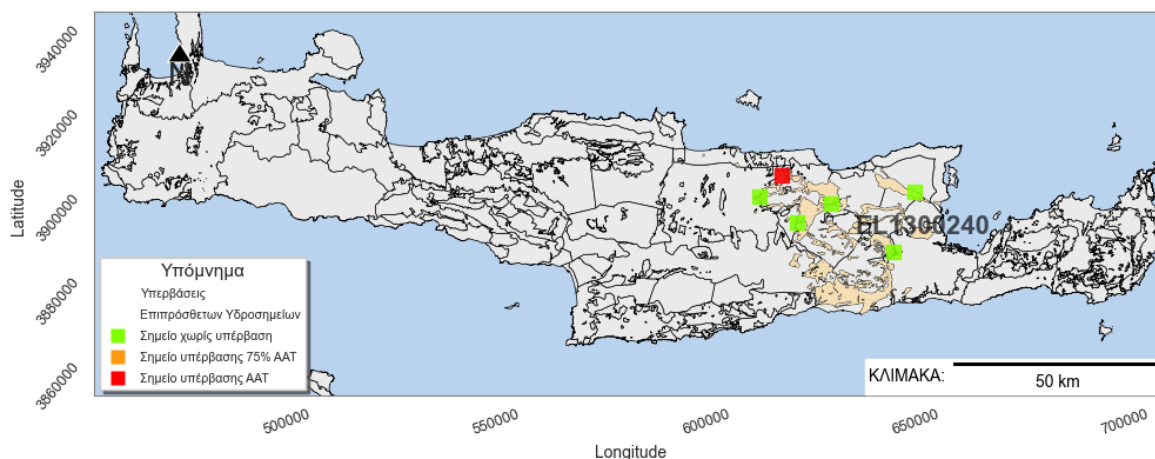 3940000
3920000
3900000
3880000
3860000
Latitude
N
EL1300240
Υπόμνημα
Υπερβάσεις
Επιπρόσθετων Υδροσημείων
Σημείο χωρίς υπέρβαση
Σημείο υπέρβασης 75% ΑΑΤ
Σημείο υπέρβασης ΑΑΤ
ΚΛΙΜΑΚΑ:
50 km
500000
550000
600000
650000
700000
Longitude